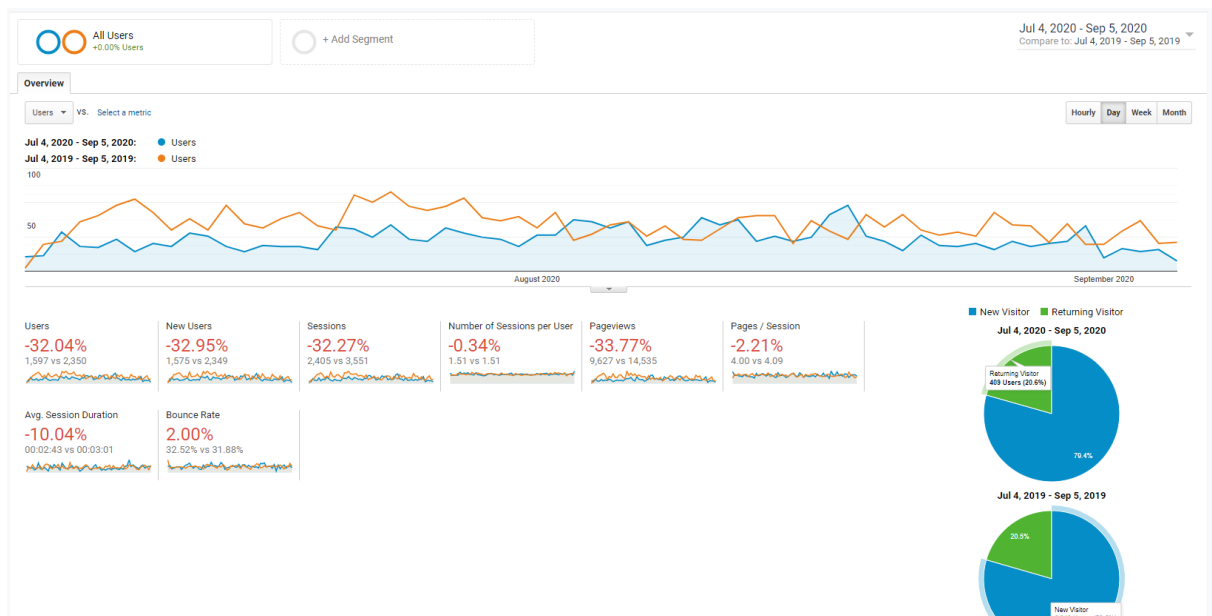 All Users
+0.00% Users
+ Add Segment
Jul 4, 2020 - Sep 5, 2020
Compare to: Jul 4, 2019 - Sep 5, 2019
Overview
Users VS. Select a metric
Hourly Day Week Month
Jul 4, 2020 - Sep 5, 2020: Users
Jul 4, 2019 - Sep 5, 2019: Users
100
50
August 2020 September 2020
New Visitor Returning Visitor
Jul 4, 2020 - Sep 5, 2020
Users
-32.04%
1,597 vs 2,350
New Users
-32.95%
1,575 vs 2,349
Sessions
-32.27%
2,405 vs 3,551
Number of Sessions per User
-0.34%
1.51 vs 1.51
Pageviews
-33.77%
9,627 vs 14,535
Pages / Session
-2.21%
4.00 vs 4.09
Avg. Session Duration
-10.04%
00:02:43 vs 00:03:01
Bounce Rate
2.00%
32.52% vs 31.88%
Returning Visitor
409 Users (20.6%)
79.4%
Jul 4, 2019 - Sep 5, 2019
20.6%
New Visitor